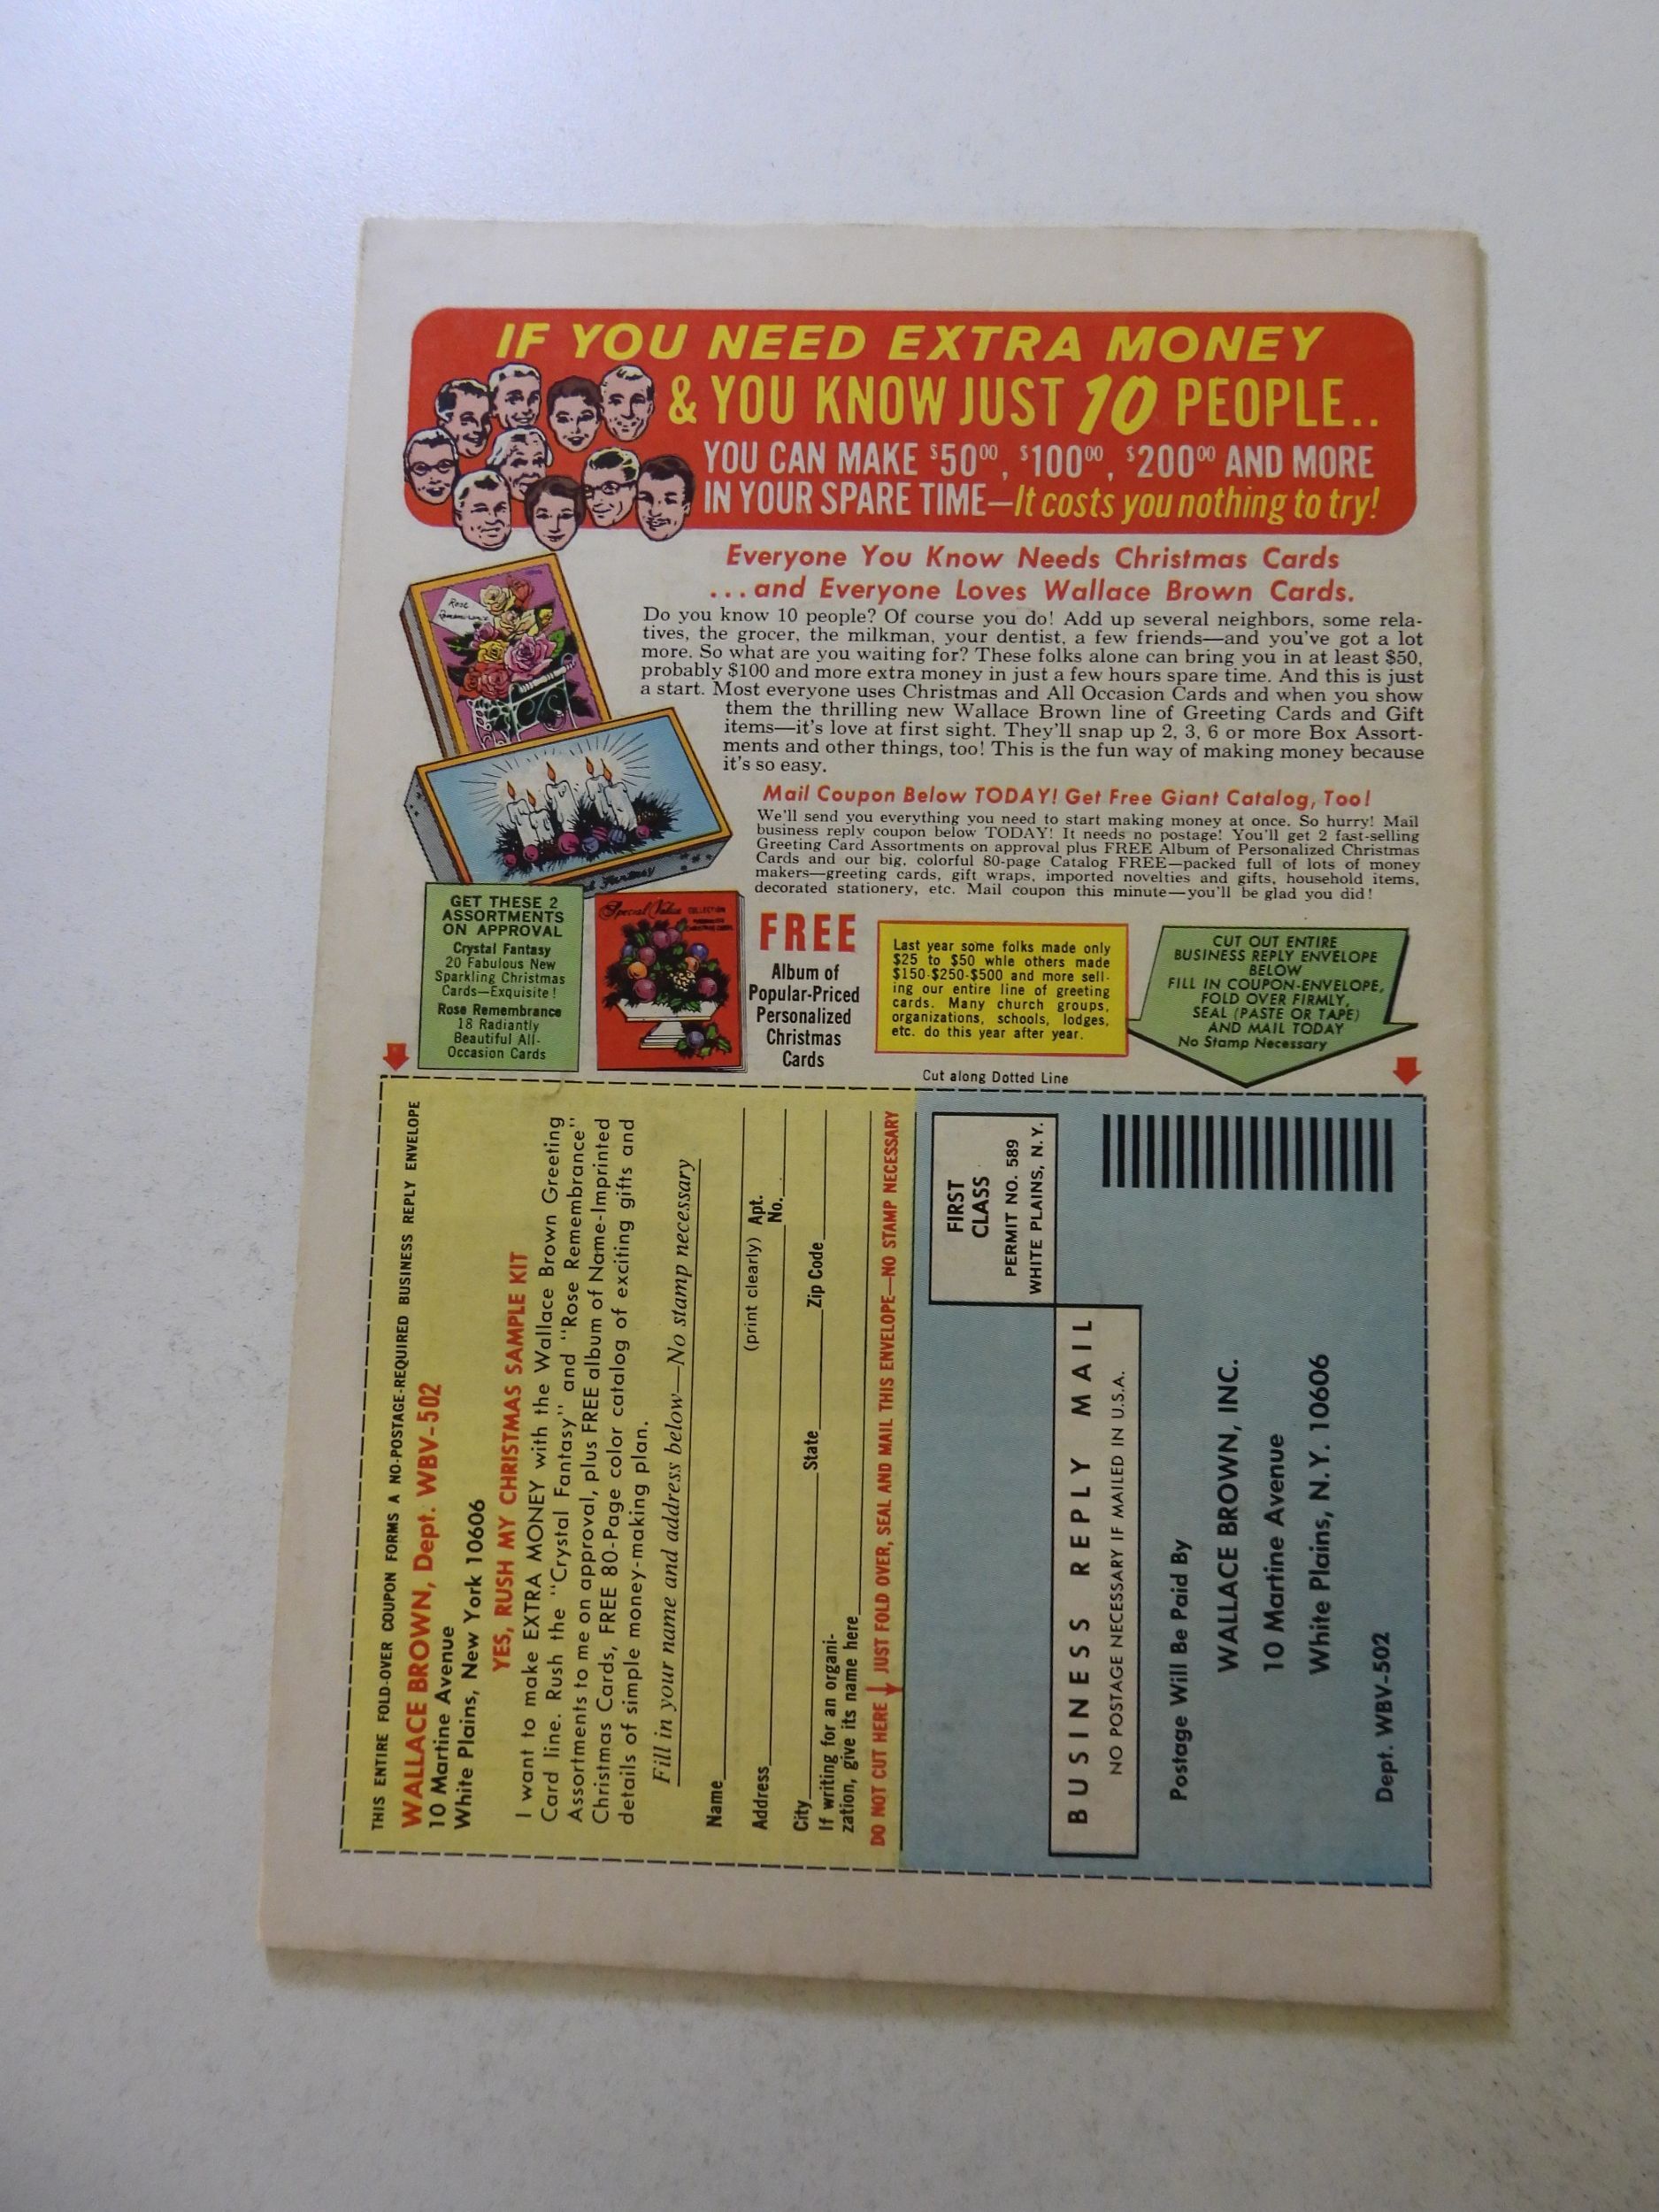 IF YOU NEED EXTRA MONEY
& YOU KNOW JUST 10 PEOPLE..
YOU CAN MAKE $50⁰⁰, $100⁰⁰, $200⁰⁰ AND MORE
IN YOUR SPARE TIME—It costs you nothing to try!
Everyone You Know Needs Christmas Cards
...and Everyone Loves Wallace Brown Cards.
Do you know 10 people? Of course you do! Add up several neighbors, some rela-
tives, the grocer, the milkman, your dentist, a few friends—and you've got a lot
more. So what are you waiting for? These folks alone can bring you in at least $50,
probably $100 and more extra money in just a few hours spare time. And this is just
a start. Most everyone uses Christmas and All Occasion Cards and when you show
them the thrilling new Wallace Brown line of Greeting Cards and Gift
items—it's love at first sight. They'll snap up 2, 3, 6 or more Box Assort-
ments and other things, too! This is the fun way of making money because
it's so easy.
Rose
Mail Coupon Below TODAY! Get Free Giant Catalog, Too!
We'll send you everything you need to start making money at once. So hurry! Mail
business reply coupon below TODAY! It needs no postage! You'll get 2 fast-selling
Greeting Card Assortments on approval plus FREE Album of Personalized Christmas
Cards and our big, colorful 80-page Catalog FREE—packed full of lots of money
makers—greeting cards, gift wraps, imported novelties and gifts, household items,
decorated stationery, etc. Mail coupon this minute—you'll be glad you did!
Fantasy
GET THESE 2
ASSORTMENTS
ON APPROVAL
Crystal Fantasy
20 Fabulous New
Sparkling Christmas
Cards—Exquisite!
Rose Remembrance
18 Radiantly
Beautiful All-
Occasion Cards
Special Value COLLECTION
FREE
Album of
Popular-Priced
Personalized
Christmas
Cards
Last year some folks made only
$25 to $50 whle others made
$150-$250-$500 and more sell-
ing our entire line of greeting
cards. Many church groups,
organizations, schools, lodges,
etc. do this year after year.
CUT OUT ENTIRE
BUSINESS REPLY ENVELOPE
BELOW
FILL IN COUPON-ENVELOPE,
FOLD OVER FIRMLY,
SEAL (PASTE OR TAPE)
AND MAIL TODAY
No Stamp Necessary
Cut along Dotted Line
THIS ENTIRE FOLD-OVER COUPON FORMS A NO-POSTAGE-REQUIRED BUSINESS REPLY ENVELOPE
WALLACE BROWN, Dept. WBV-502
10 Martine Avenue
White Plains, New York 10606
YES, RUSH MY CHRISTMAS SAMPLE KIT
I want to make EXTRA MONEY with the Wallace Brown Greeting
Card line. Rush the "Crystal Fantasy" and "Rose Remembrance"
Assortments to me on approval, plus FREE album of Name-Imprinted
Christmas Cards, FREE 80-Page color catalog of exciting gifts and
details of simple money-making plan.
Fill in your name and address below—No stamp necessary
Name
Address (print clearly) Apt. No.
City State Zip Code
If writing for an organi-
zation, give its name here
DO NOT CUT HERE JUST FOLD OVER, SEAL AND MAIL THIS ENVELOPE—NO STAMP NECESSARY
FIRST
CLASS
PERMIT NO. 589
WHITE PLAINS, N.Y.
BUSINESS REPLY MAIL
NO POSTAGE NECESSARY IF MAILED IN U.S.A.
Postage Will Be Paid By
WALLACE BROWN, INC.
10 Martine Avenue
White Plains, N.Y. 10606
Dept. WBV-502